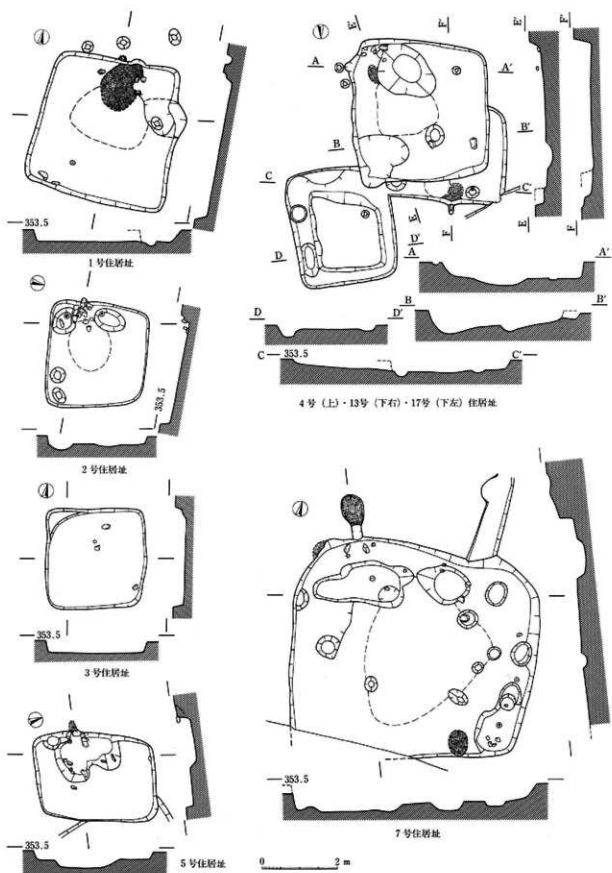 353.5
1号住居址
353.5
2号住居址
353.5
3号住居址
353.5
5号住居址
E' F' E' F'
A A'
B B'
C C'
D D'
E F E F
A A'
B B'
D D'
C 353.5 C'
4号(上)・13号(下右)・17号(下左)住居址
353.5
7号住居址
0 2 m